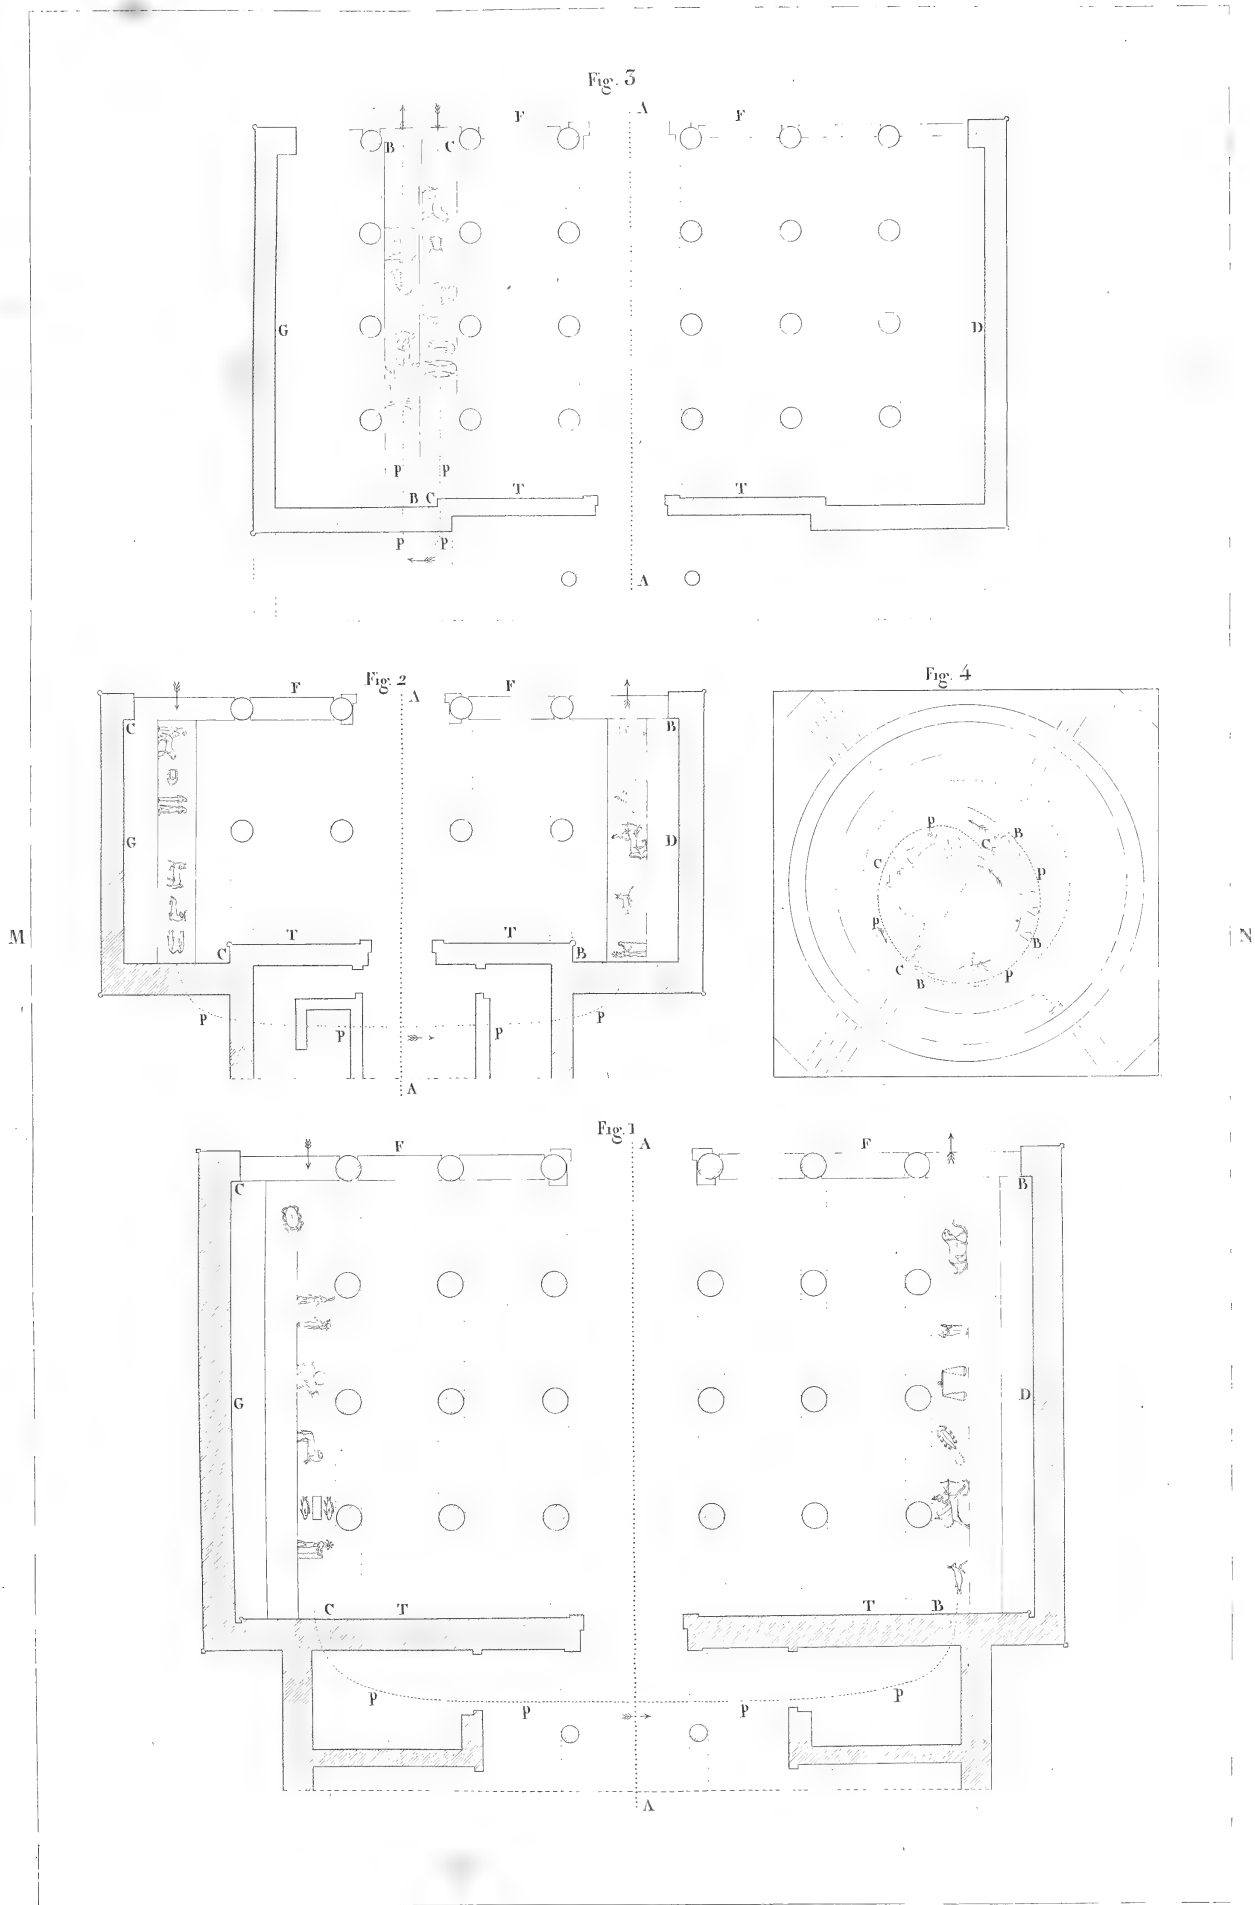 Fig. 3
A
F F
B C
G D
P P
B C T T
P P
A
Fig. 2
A
F F
C B
G D
T T
C B
P P P P
A
M N
Fig. 4
P C B
C P
P B
C B P
Fig. 1
A
F F
C B
G D
C T T B
P P P P
A